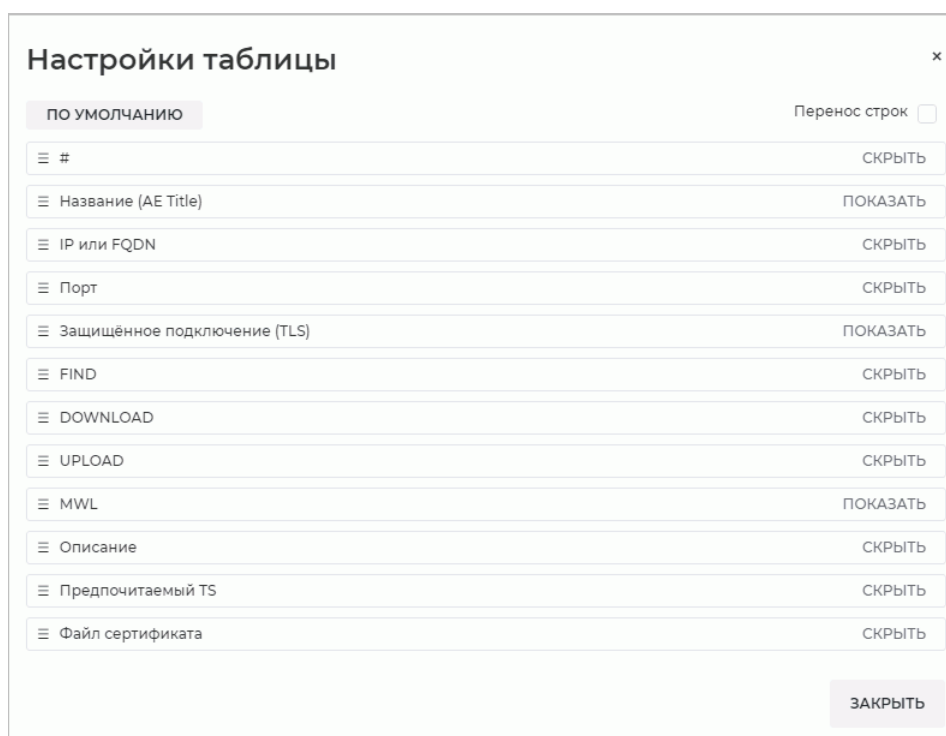 Настройки таблицы ×
ПО УМОЛЧАНИЮ Перенос строк
# СКРЫТЬ
Название (AE Title) ПОКАЗАТЬ
IP или FQDN СКРЫТЬ
Порт СКРЫТЬ
Защищённое подключение (TLS) ПОКАЗАТЬ
FIND СКРЫТЬ
DOWNLOAD СКРЫТЬ
UPLOAD СКРЫТЬ
MWL ПОКАЗАТЬ
Описание СКРЫТЬ
Предпочитаемый TS СКРЫТЬ
Файл сертификата СКРЫТЬ
ЗАКРЫТЬ